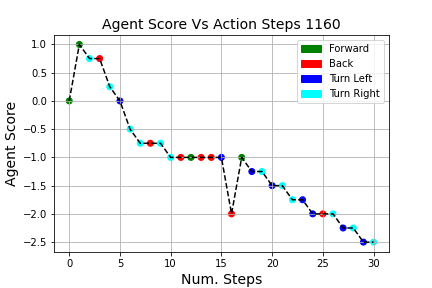 Agent Score Vs Action Steps 1160
Forward
Back
Turn Left
Turn Right
1.0
0.5
0.0
−0.5
−1.0
−1.5
−2.0
−2.5
Agent Score
0 5 10 15 20 25 30
Num. Steps